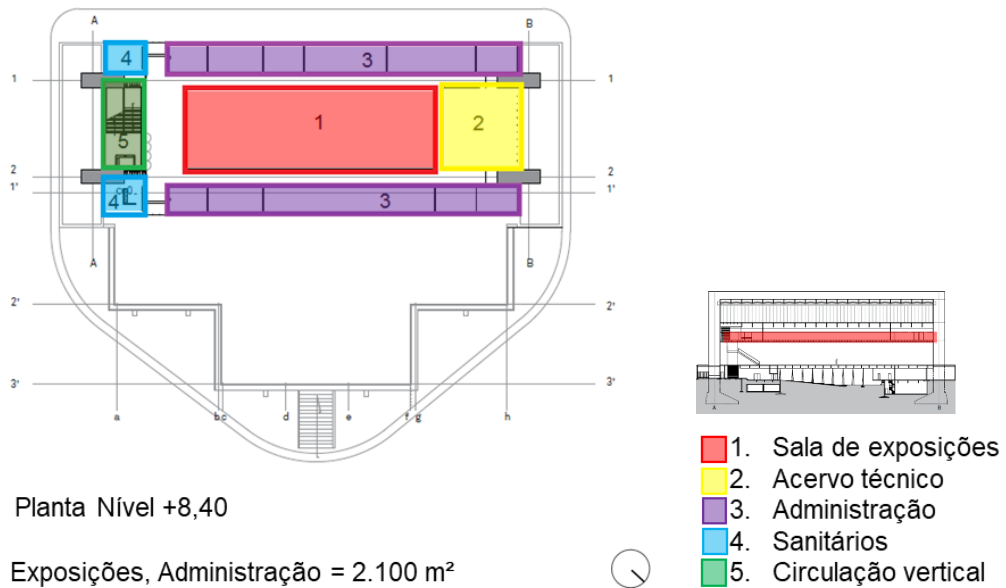 A
B
4
3
1
1
1
2
5
2
2
1'
4
3
1'
A
B
2'
2'
3'
3'
a
b
c
d
e
f
g
h
A
B
1. Sala de exposições
2. Acervo técnico
3. Administração
4. Sanitários
5. Circulação vertical
Planta Nível +8,40
Exposições, Administração = 2.100 m²